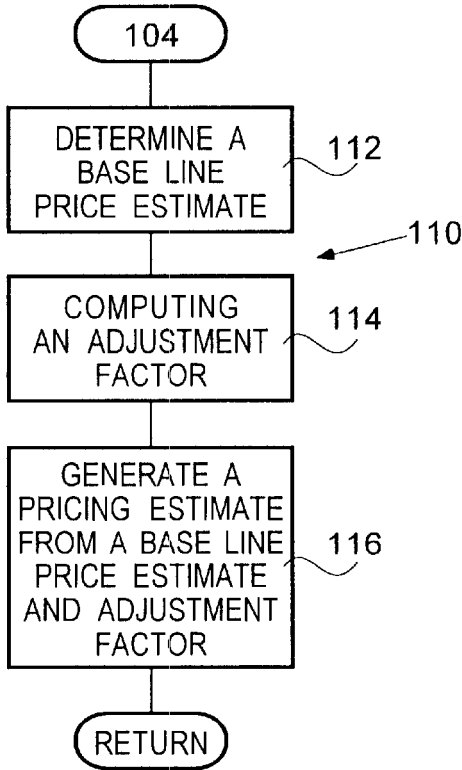 104
DETERMINE A
BASE LINE
PRICE ESTIMATE
112
110
COMPUTING
AN ADJUSTMENT
FACTOR
114
GENERATE A
PRICING ESTIMATE
FROM A BASE LINE
PRICE ESTIMATE
AND ADJUSTMENT
FACTOR
116
RETURN